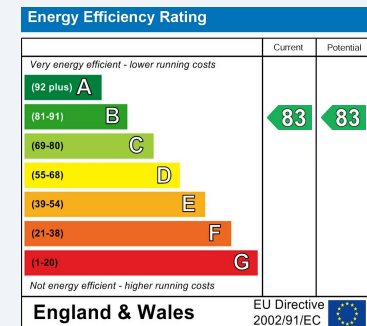 Energy Efficiency Rating
Current Potential
Very energy efficient - lower running costs
(92 plus) A
(81-91) B 83 83
(69-80) C
(55-68) D
(39-54) E
(21-38) F
(1-20) G
Not energy efficient - higher running costs
England & Wales
EU Directive
2002/91/EC